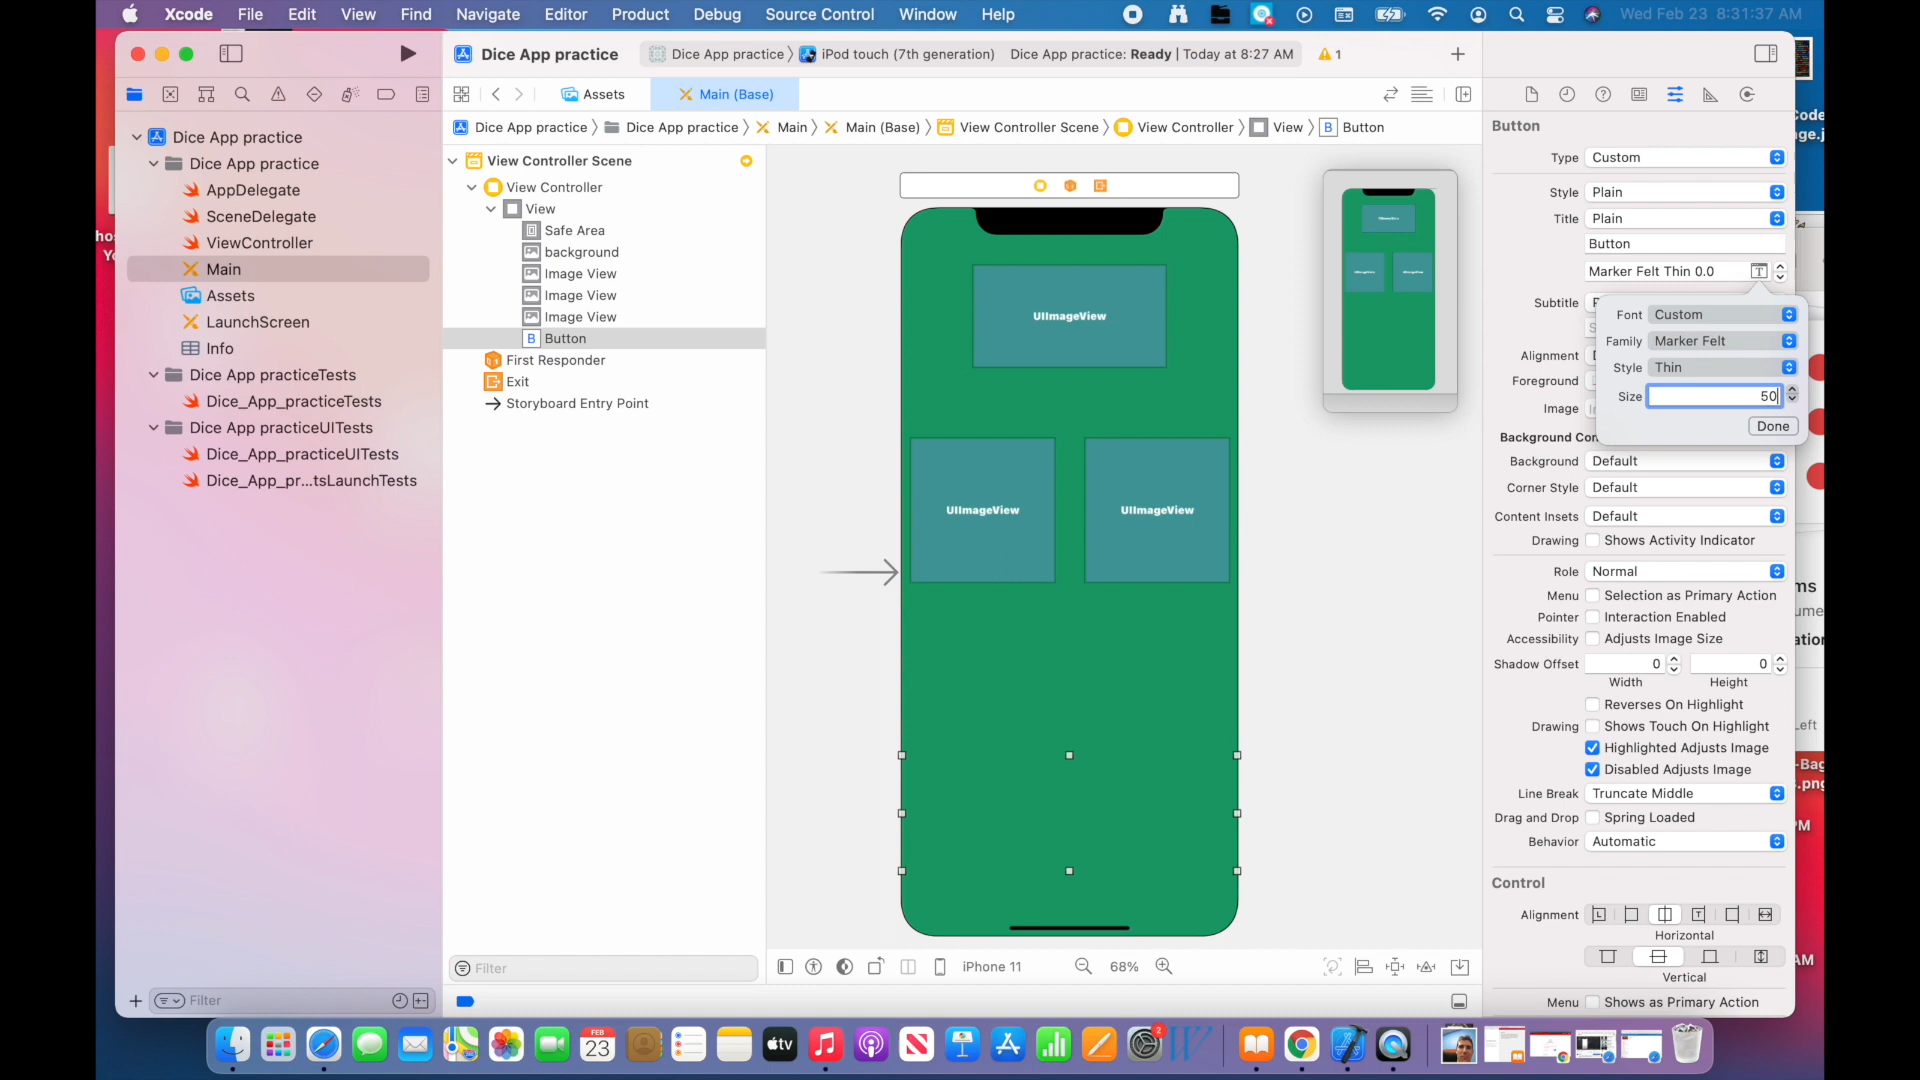 Xcode File Edit View Find Navigate Editor Product Debug Source Control Window Help Wed Feb 23 8:31:37 AM
Dice App practice Dice App practice 〉 iPod touch (7th generation) Dice App practice: Ready | Today at 8:27 AM 1
Assets Main (Base)
Dice App practice 〉 Dice App practice 〉 Main 〉 Main (Base) 〉 View Controller Scene 〉 View Controller 〉 View 〉 B Button
Dice App practice
Dice App practice
AppDelegate
SceneDelegate
ViewController
Main
Assets
LaunchScreen
Info
Dice App practiceTests
Dice_App_practiceTests
Dice App practiceUITests
Dice_App_practiceUITests
Dice_App_pr...tsLaunchTests
Filter
View Controller Scene
View Controller
View
Safe Area
background
Image View
Image View
Image View
B Button
First Responder
Exit
Storyboard Entry Point
Filter
UIImageView
UIImageView UIImageView
iPhone 11 68%
Button
Type Custom
Style Plain
Title Plain
Button
Marker Felt Thin 0.0
Subtitle
Alignment
Foreground
Image
Font Custom
Family Marker Felt
Style Thin
Size 50
Done
Background Con
Background Default
Corner Style Default
Content Insets Default
Drawing Shows Activity Indicator
Role Normal
Menu Selection as Primary Action
Pointer Interaction Enabled
Accessibility Adjusts Image Size
Shadow Offset 0 0
Width Height
Reverses On Highlight
Drawing Shows Touch On Highlight
Highlighted Adjusts Image
Disabled Adjusts Image
Line Break Truncate Middle
Drag and Drop Spring Loaded
Behavior Automatic
Control
Alignment
Horizontal
Vertical
Menu Shows as Primary Action
FEB
23
tv
2